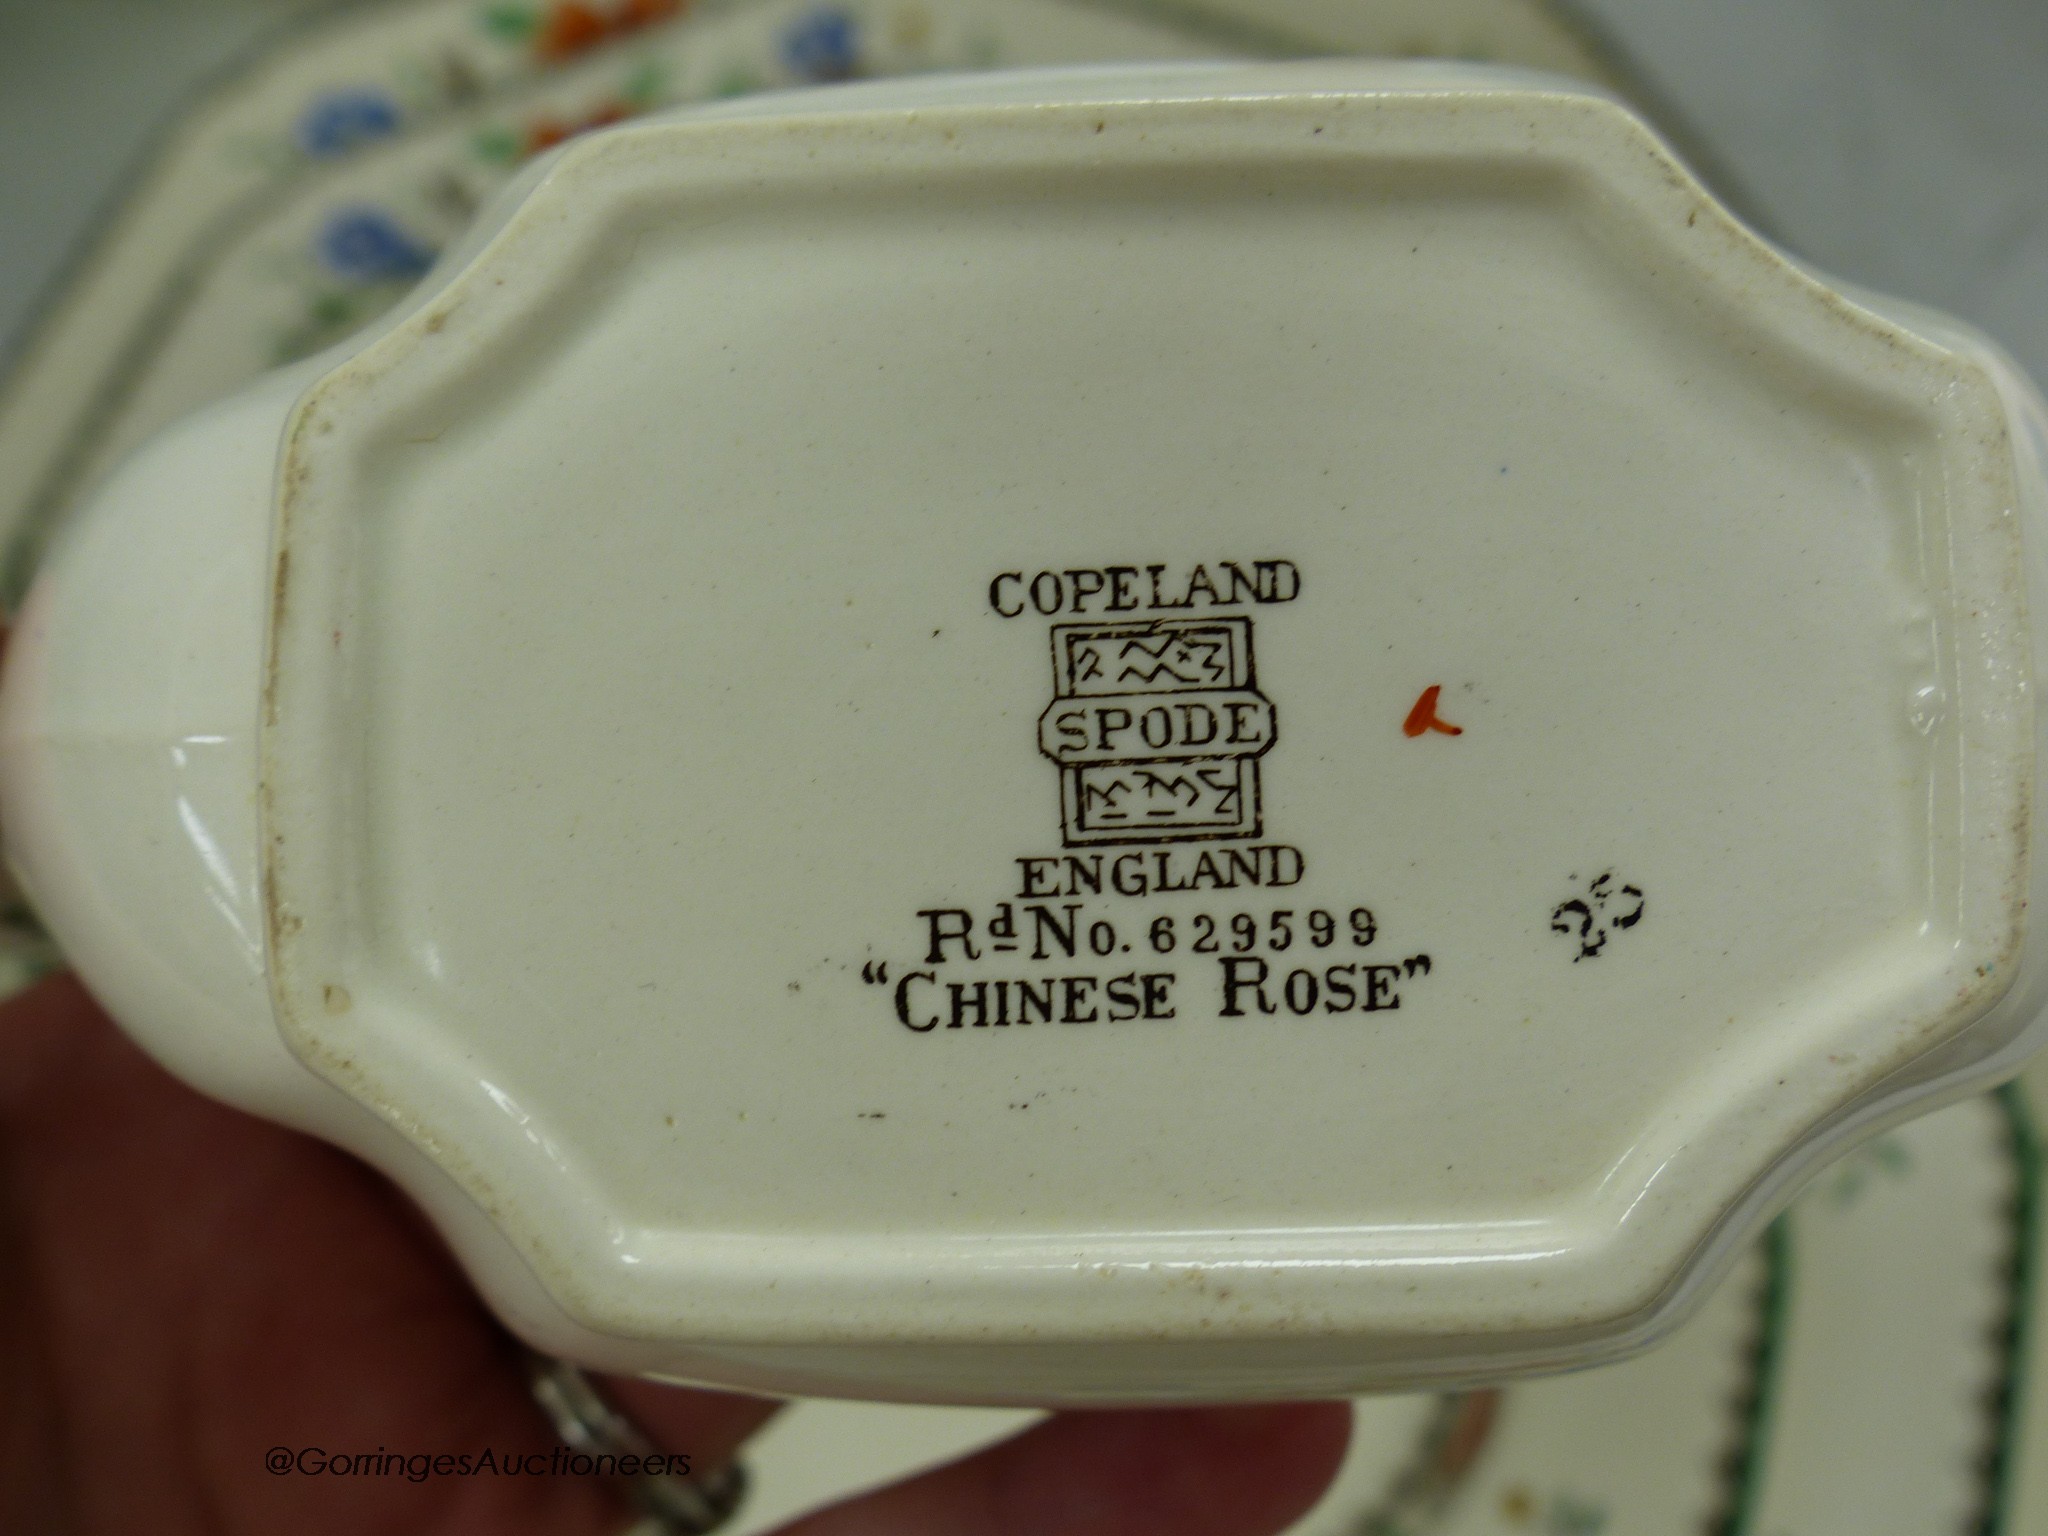 COPELAND
SPODE
ENGLAND
Rd No. 629599
“CHINESE ROSE”
@GorringesAuctioneers